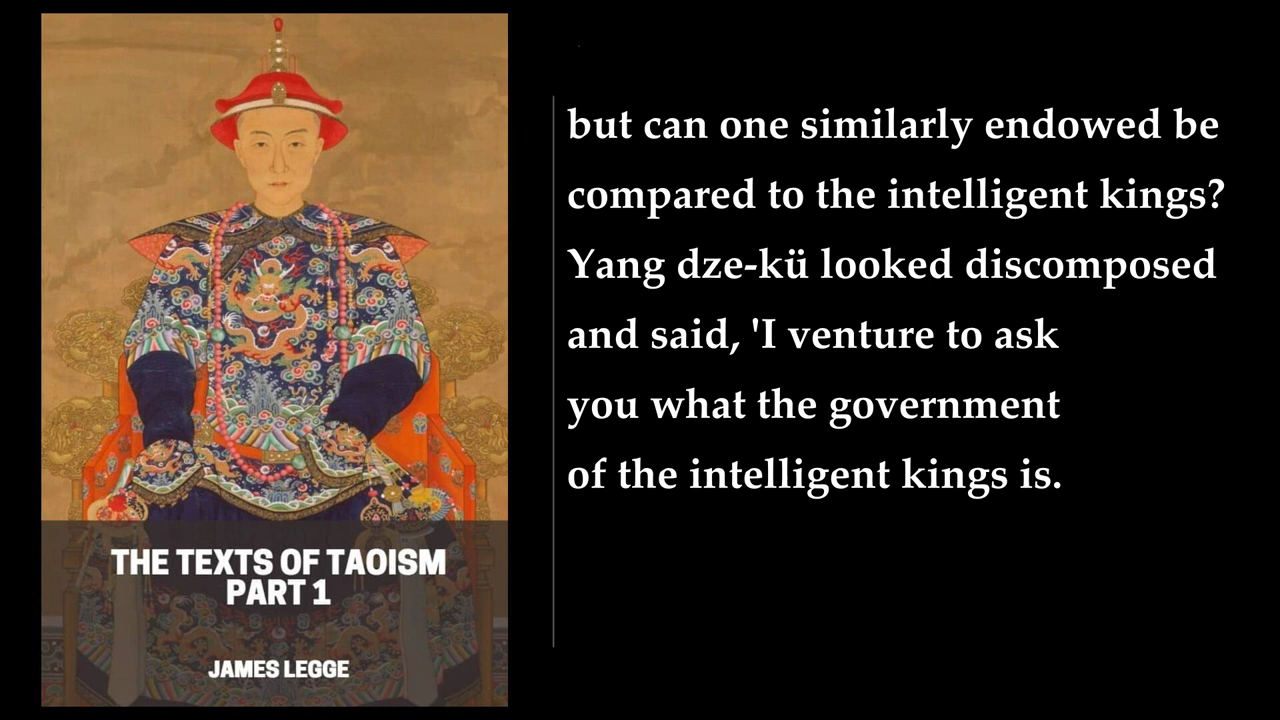 THE TEXTS OF TAOISM
PART 1
JAMES LEGGE
but can one similarly endowed be
compared to the intelligent kings?
Yang dze-kü looked discomposed
and said, 'I venture to ask
you what the government
of the intelligent kings is.